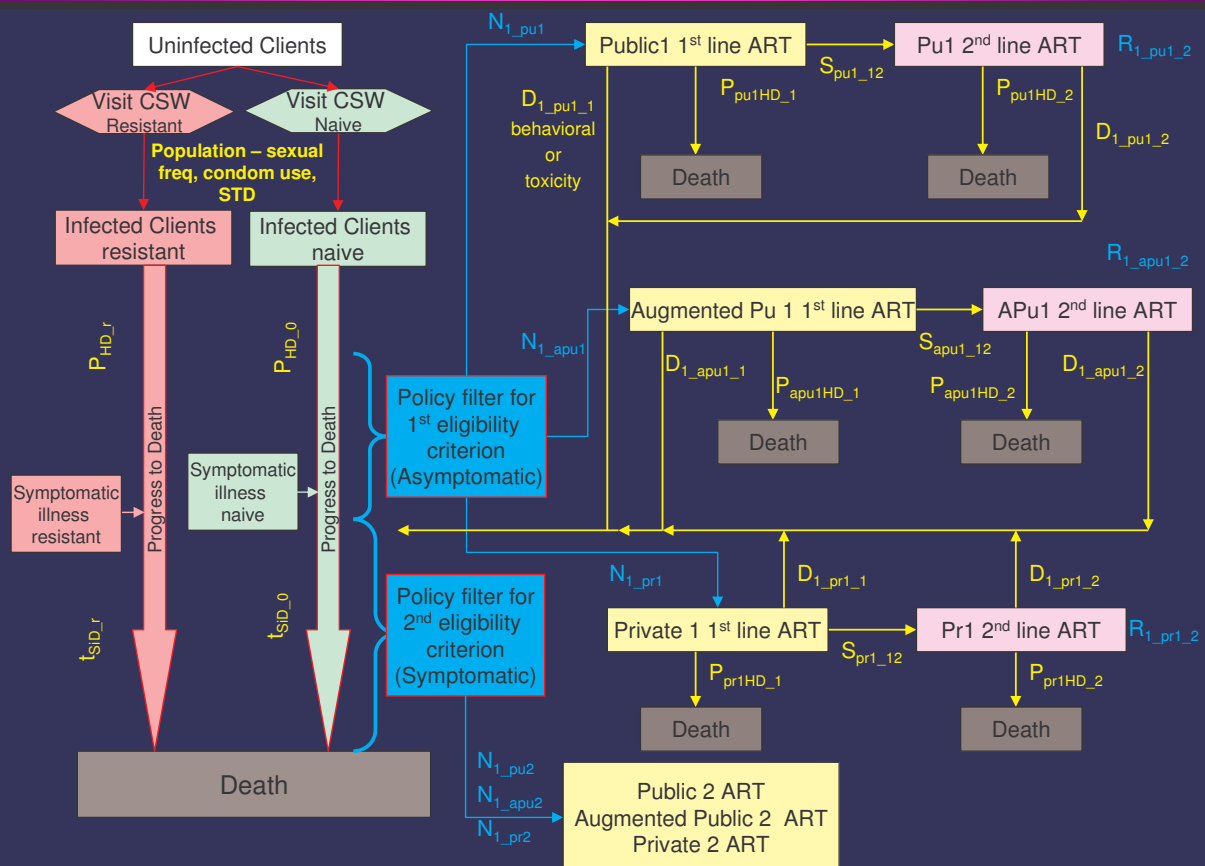 Uninfected Clients
Visit CSW
Resistant
Visit CSW
Naive
Population – sexual
freq, condom use,
STD
Infected Clients
resistant
Infected Clients
naive
P_HD_r
P_HD_0
Progress to Death
Progress to Death
Symptomatic
illness
resistant
Symptomatic
illness
naive
t_SiD_r
t_SiD_0
Death
Policy filter for
1st eligibility
criterion
(Asymptomatic)
Policy filter for
2nd eligibility
criterion
(Symptomatic)
N_1_pu1
Public1 1st line ART
S_pu1_12
Pu1 2nd line ART
R_1_pu1_2
D_1_pu1_1
behavioral
or
toxicity
P_pu1HD_1
P_pu1HD_2
D_1_pu1_2
Death
Death
R_1_apu1_2
N_1_apu1
Augmented Pu 1 1st line ART
S_apu1_12
APu1 2nd line ART
D_1_apu1_1
P_apu1HD_1
P_apu1HD_2
D_1_apu1_2
Death
Death
N_1_pr1
D_1_pr1_1
D_1_pr1_2
Private 1 1st line ART
S_pr1_12
Pr1 2nd line ART
R_1_pr1_2
P_pr1HD_1
P_pr1HD_2
Death
Death
N_1_pu2
N_1_apu2
N_1_pr2
Public 2 ART
Augmented Public 2 ART
Private 2 ART